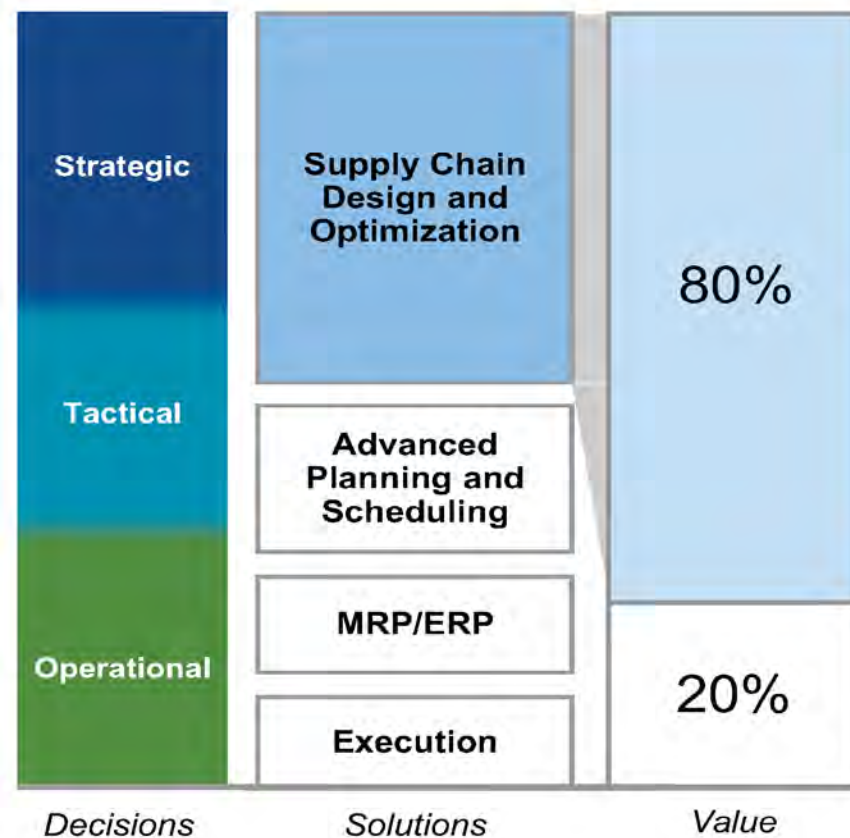 Strategic
Tactical
Operational
Decisions
Supply Chain
Design and
Optimization
Advanced
Planning and
Scheduling
MRP/ERP
Execution
Solutions
80%
20%
Value